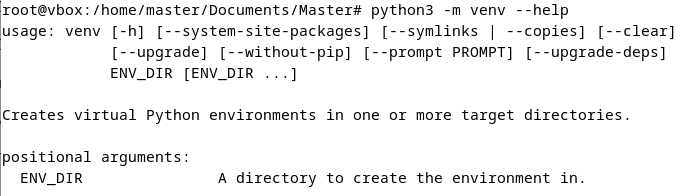 root@vbox:/home/master/Documents/Master# python3 -m venv --help
usage: venv [-h] [--system-site-packages] [--symlinks | --copies] [--clear]
            [--upgrade] [--without-pip] [--prompt PROMPT] [--upgrade-deps]
            ENV_DIR [ENV_DIR ...]

Creates virtual Python environments in one or more target directories.

positional arguments:
  ENV_DIR               A directory to create the environment in.